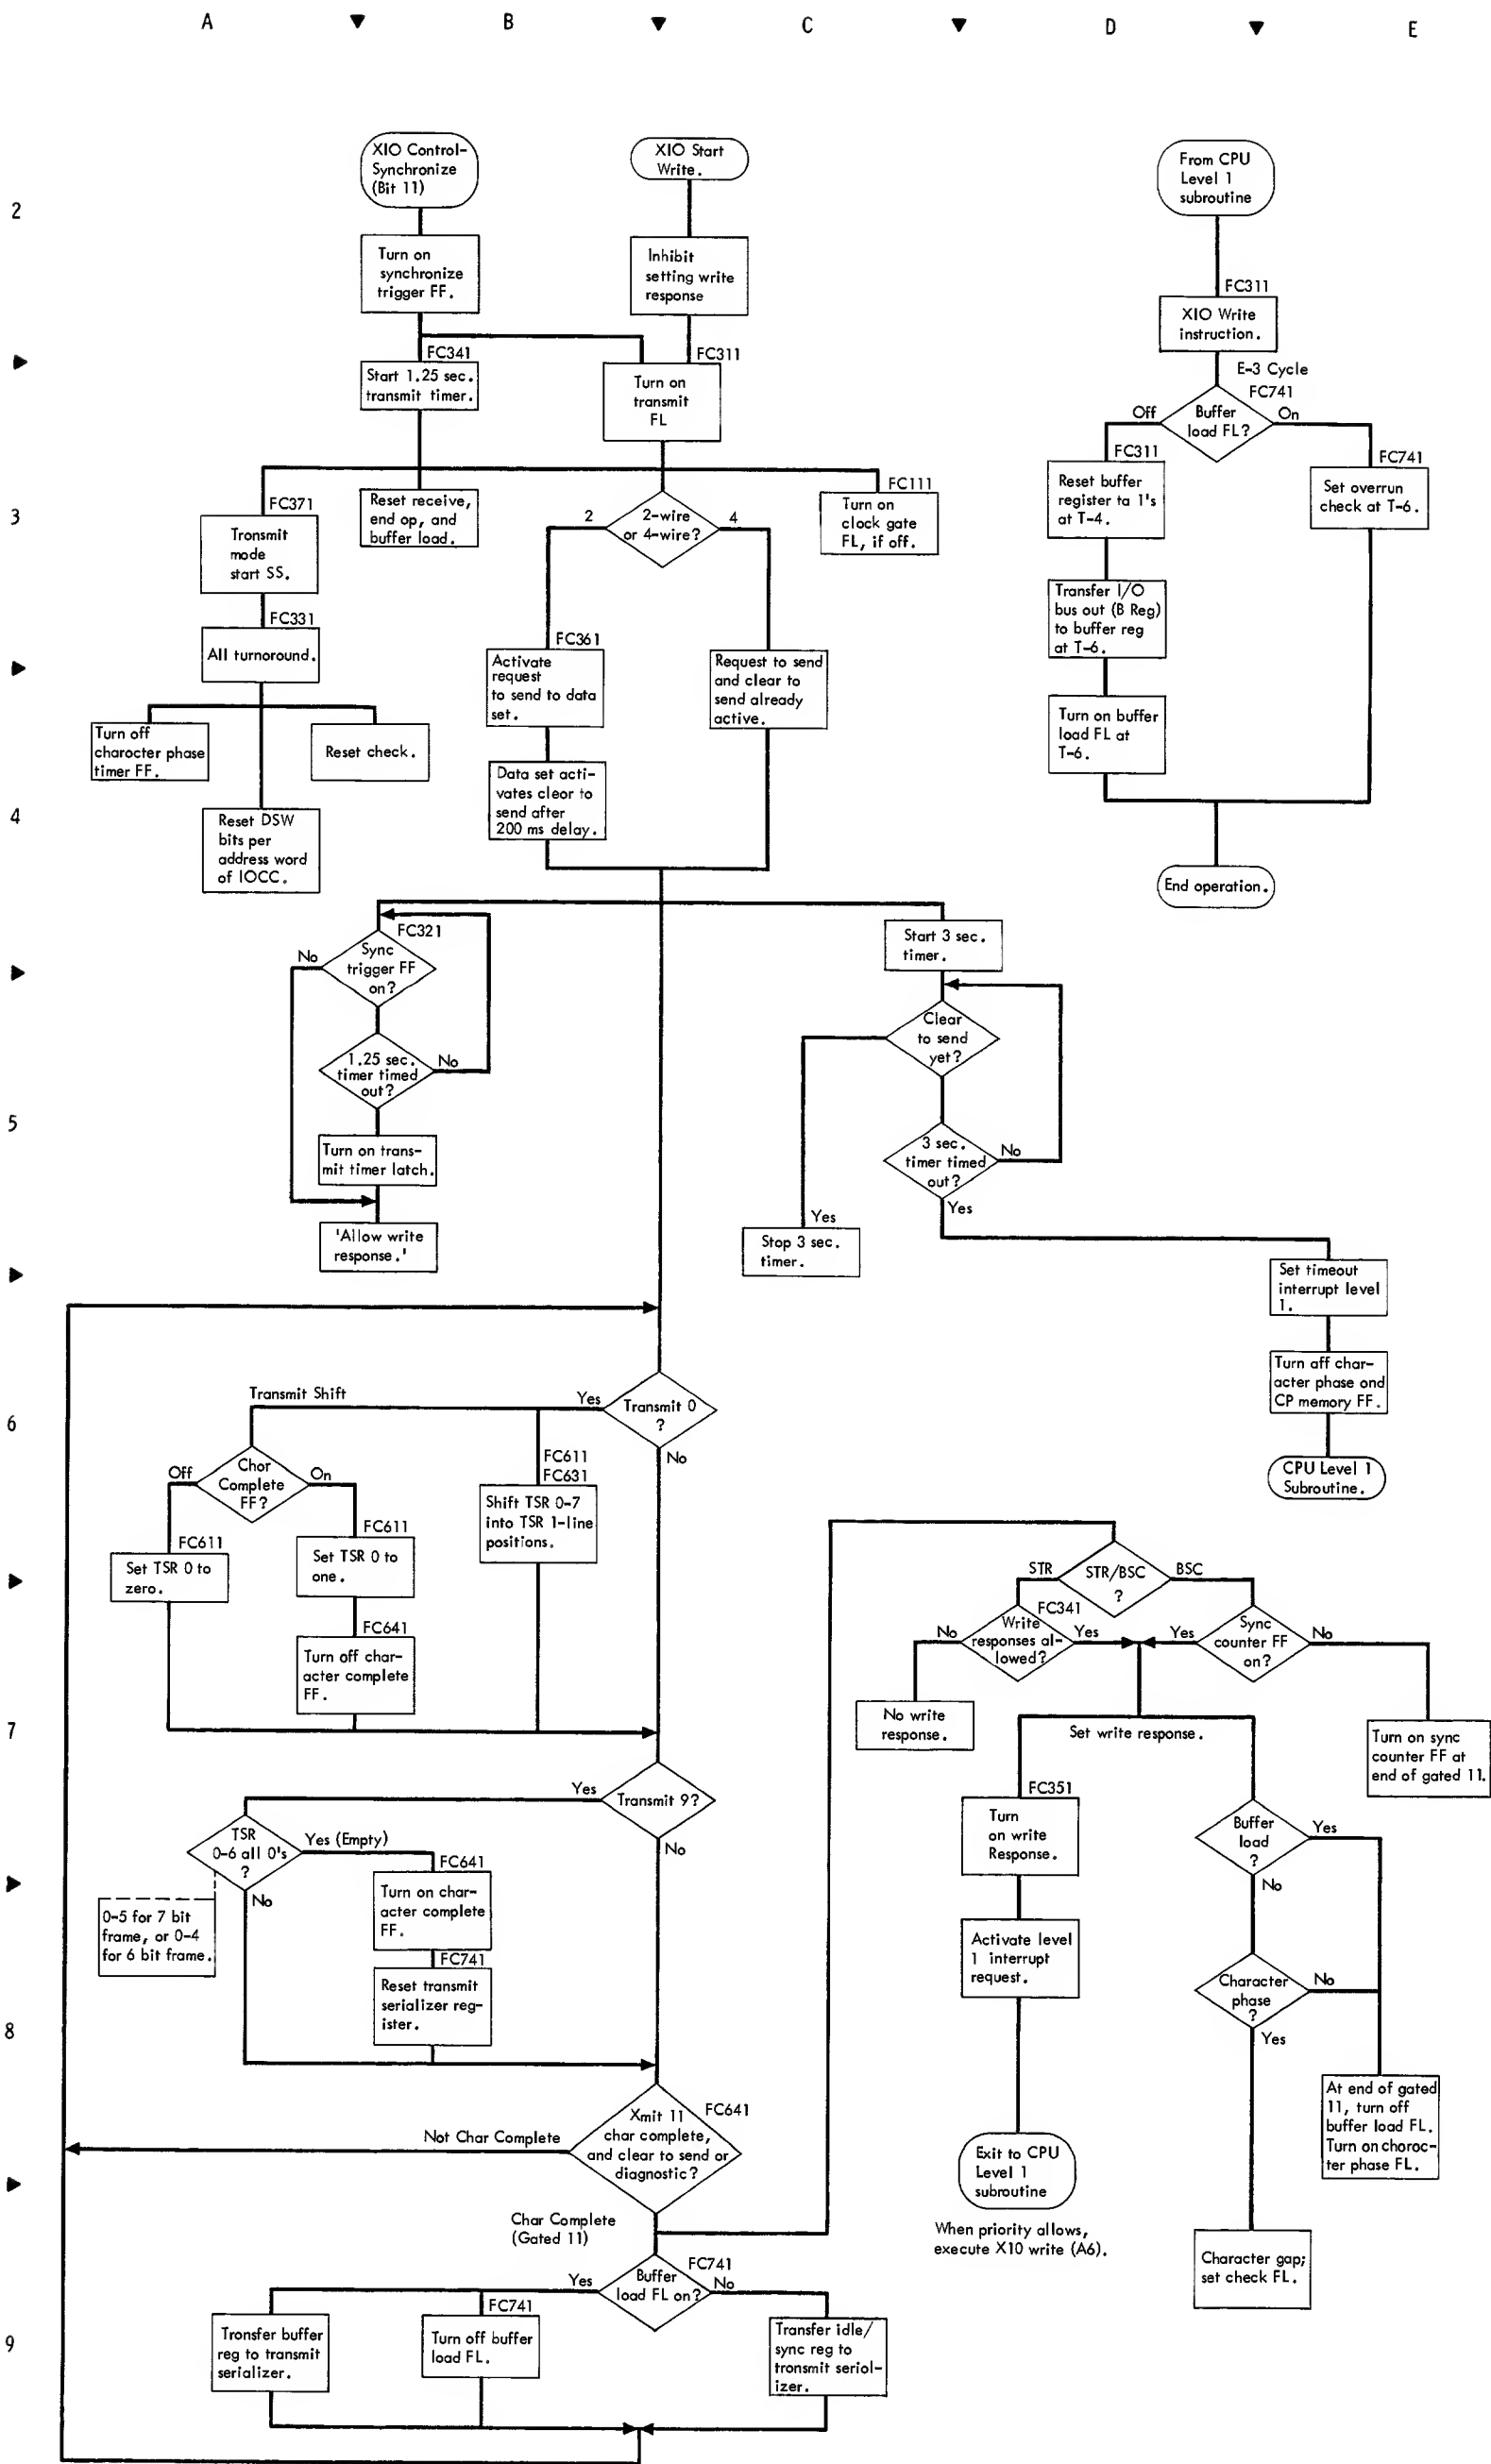 A B C D E
XIO Control-
Synchronize
(Bit 11)
XIO Start
Write.
From CPU
Level 1
subroutine
2
Turn on
synchronize
trigger FF.
Inhibit
setting write
response
FC311
XIO Write
instruction.
FC341
Start 1.25 sec.
transmit timer.
FC311
Turn on
transmit
FL
E-3 Cycle
FC741
Off
Buffer
load FL?
On
3
FC371
Tronsmit
mode
start SS.
Reset receive,
end op, and
buffer load.
2
2-wire
or 4-wire?
4
FC111
Turn on
clock gate
FL, if off.
FC311
Reset buffer
register ta 1's
at T-4.
FC741
Set overrun
check at T-6.
FC331
All turnoround.
FC361
Activate
request
to send to data
set.
Request to send
and clear to
send already
active.
Transfer I/O
bus out (B Reg)
to buffer reg
at T-6.
Turn off
charocter phase
timer FF.
Reset check.
Turn on buffer
load FL at
T-6.
4
Reset DSW
bits per
address word
of IOCC.
Data set acti-
vates cleor to
send after
200 ms delay.
End operation.
FC321
No
Sync
trigger FF
on?
Start 3 sec.
timer.
1.25 sec.
timer timed
out?
No
Clear
to send
yet?
5
Turn on trans-
mit timer latch.
3 sec.
timer timed
out?
No
Yes
Yes
'Allow write
response.'
Stop 3 sec.
timer.
Set timeout
interrupt level
1.
Turn aff char-
acter phase ond
CP memory FF.
CPU Level 1
Subroutine.
6
Transmit Shift
Yes
Transmit 0
?
No
Off
Chor
Complete
FF?
On
FC611
FC631
Shift TSR 0-7
into TSR 1-line
positions.
FC611
Set TSR 0 to
zero.
FC611
Set TSR 0 to
one.
FC641
Turn off char-
acter complete
FF.
STR
STR/BSC
?
BSC
FC341
No
Write
responses al-
lowed?
Yes
Yes
Sync
counter FF
on?
No
7
No write
response.
Set write response.
Turn on sync
counter FF at
end of gated 11.
Yes
Transmit 9?
No
TSR
0-6 all 0's
?
Yes (Empty)
No
0-5 for 7 bit
frame, or 0-4
for 6 bit frame.
FC641
Turn on char-
acter complete
FF.
FC741
Reset transmit
serializer reg-
ister.
FC351
Turn
on write
Response.
Buffer
load
?
Yes
No
Activate level
1 interrupt
request.
Character
phase
?
No
Yes
8
Not Char Complete
Xmit 11
char complete,
and clear to send or
diagnostic?
FC641
Exit to CPU
Level 1
subroutine
At end of gated
11, turn off
buffer load FL.
Turn on choroc-
ter phase FL.
Char Complete
(Gated 11)
When priority allows,
execute X10 write (A6).
Character gap;
set check FL.
Yes
Buffer
load FL on?
FC741
No
9
Tronsfer buffer
reg to transmit
serializer.
FC741
Turn off buffer
load FL.
Transfer idle/
sync reg to
tronsmit seriol-
izer.